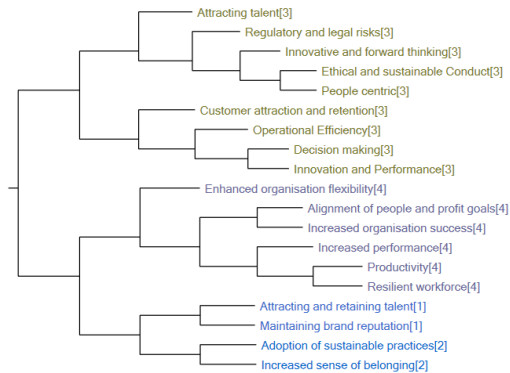 Attracting talent[3]
Regulatory and legal risks[3]
Innovative and forward thinking[3]
Ethical and sustainable Conduct[3]
People centric[3]
Customer attraction and retention[3]
Operational Efficiency[3]
Decision making[3]
Innovation and Performance[3]
Enhanced organisation flexibility[4]
Alignment of people and profit goals[4]
Increased organisation success[4]
Increased performance[4]
Productivity[4]
Resilient workforce[4]
Attracting and retaining talent[1]
Maintaining brand reputation[1]
Adoption of sustainable practices[2]
Increased sense of belonging[2]